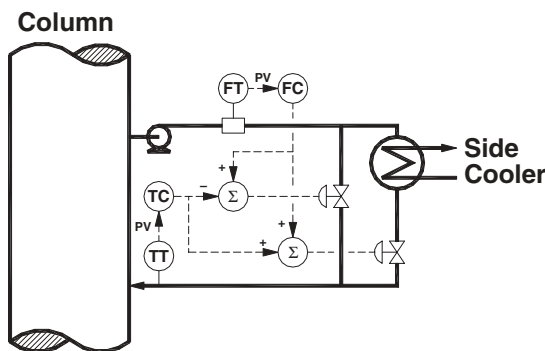 Column
FT
PV
FC
Side
Cooler
+
TC
−
Σ
PV
+
+
Σ
TT